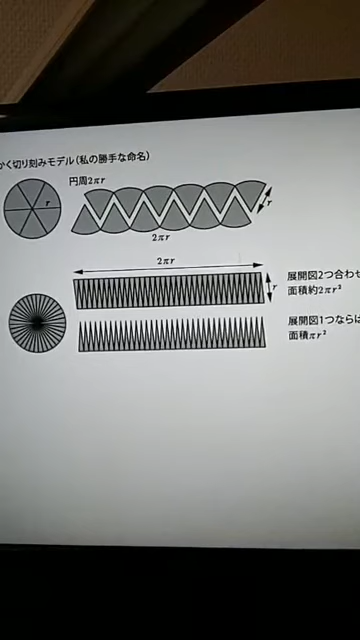 かく切り刻みモデル（私の勝手な命名）
円周2πr
r
r
2πr
2πr
展開図2つ合わせ
r
面積約2πr²
展開図1つならば
面積πr²